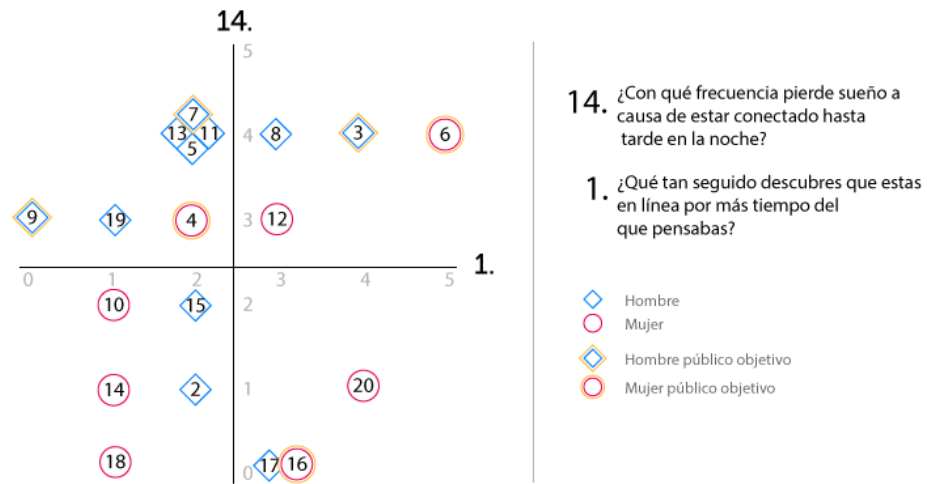 14.
5
7
13 11 4 8 3 6
5
9 19 4 3 12
1.
0 1 2 3 4 5
10 15 2
14 2 1 20
18 0 17 16
14. ¿Con qué frecuencia pierde sueño a
causa de estar conectado hasta
tarde en la noche?
1. ¿Qué tan seguido descubres que estas
en línea por más tiempo del
que pensabas?
Hombre
Mujer
Hombre público objetivo
Mujer público objetivo